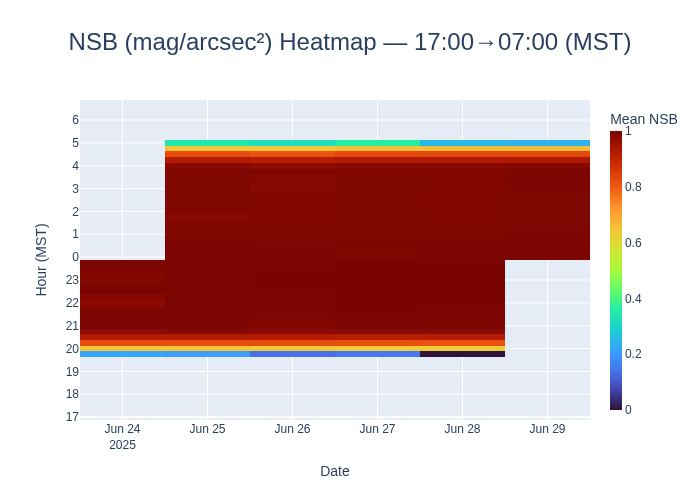 NSB (mag/arcsec²) Heatmap — 17:00→07:00 (MST)
Mean NSB
1
0.8
0.6
0.4
0.2
0
Hour (MST)
6
5
4
3
2
1
0
23
22
21
20
19
18
17
Jun 24
2025
Jun 25
Jun 26
Jun 27
Jun 28
Jun 29
Date